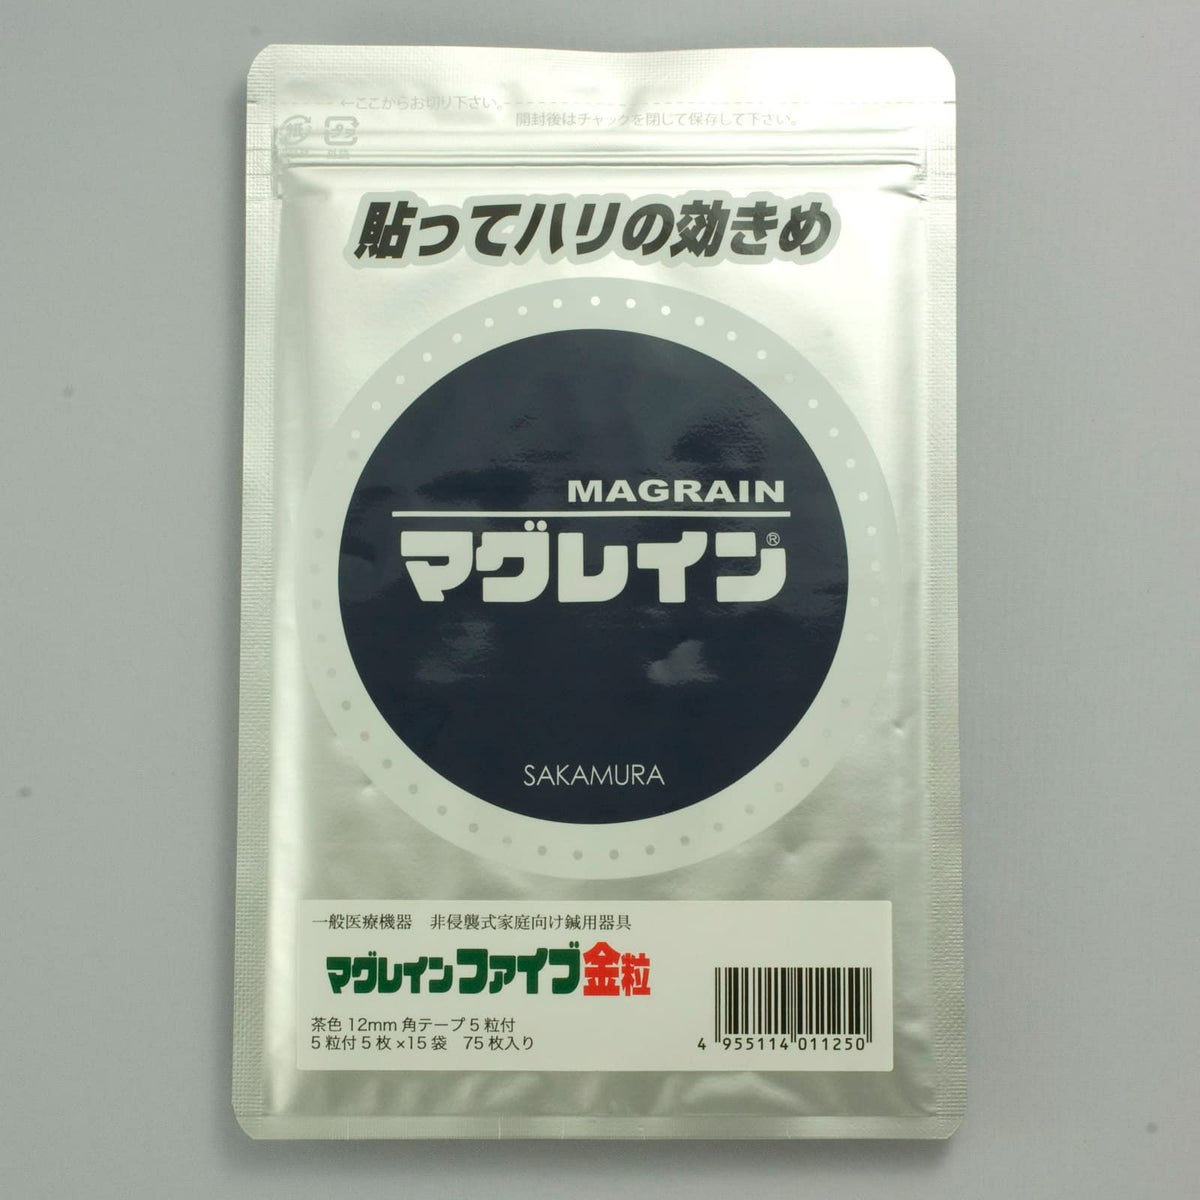 ←ここからお切り下さい。
開封後はチャックを閉じて保存して下さい。
紙
プラ
貼ってハリの効きめ
MAGRAIN
マグレイン®
SAKAMURA
一般医療機器 非侵襲式家庭向け鍼用器具
マグレインファイブ金粒
茶色 12mm 角テープ 5 粒付
5 粒付 5 枚 ×15 袋 75 枚入り
4 955114 011250